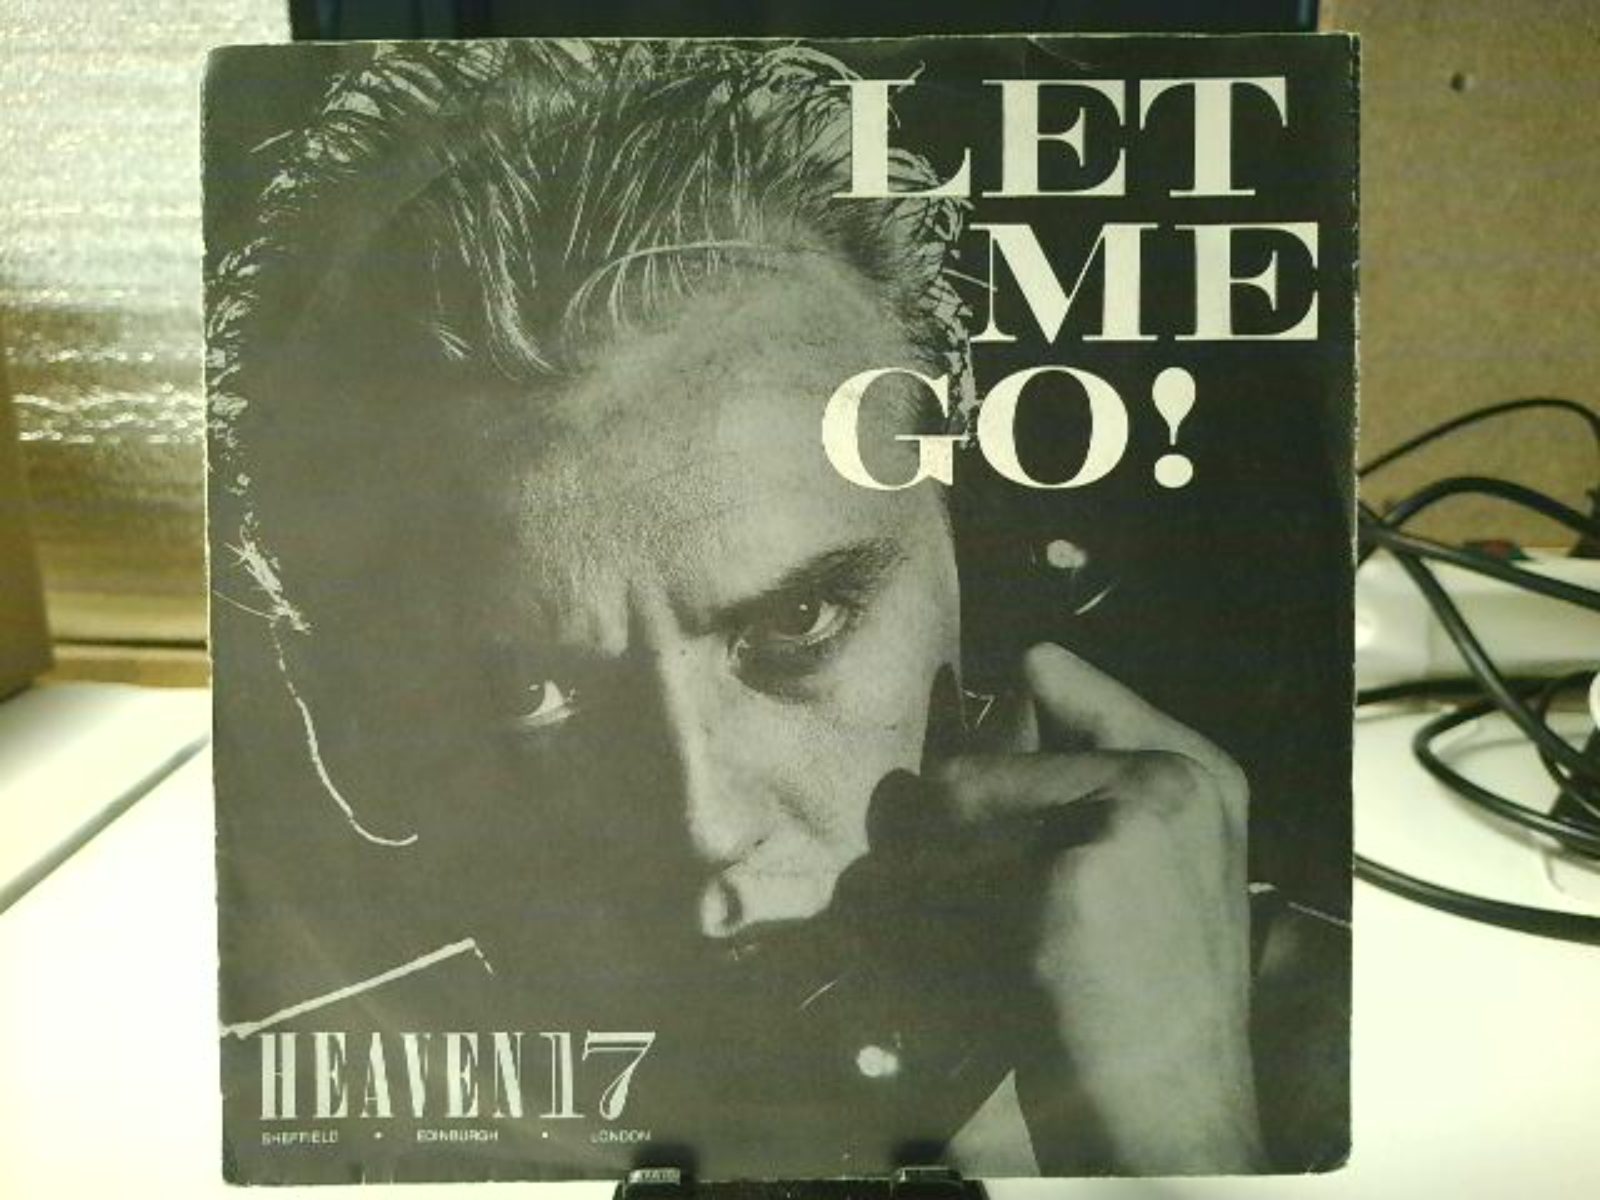 LET
ME
GO!
HEAVEN 17
SHEFFIELD • EDINBURGH • LONDON